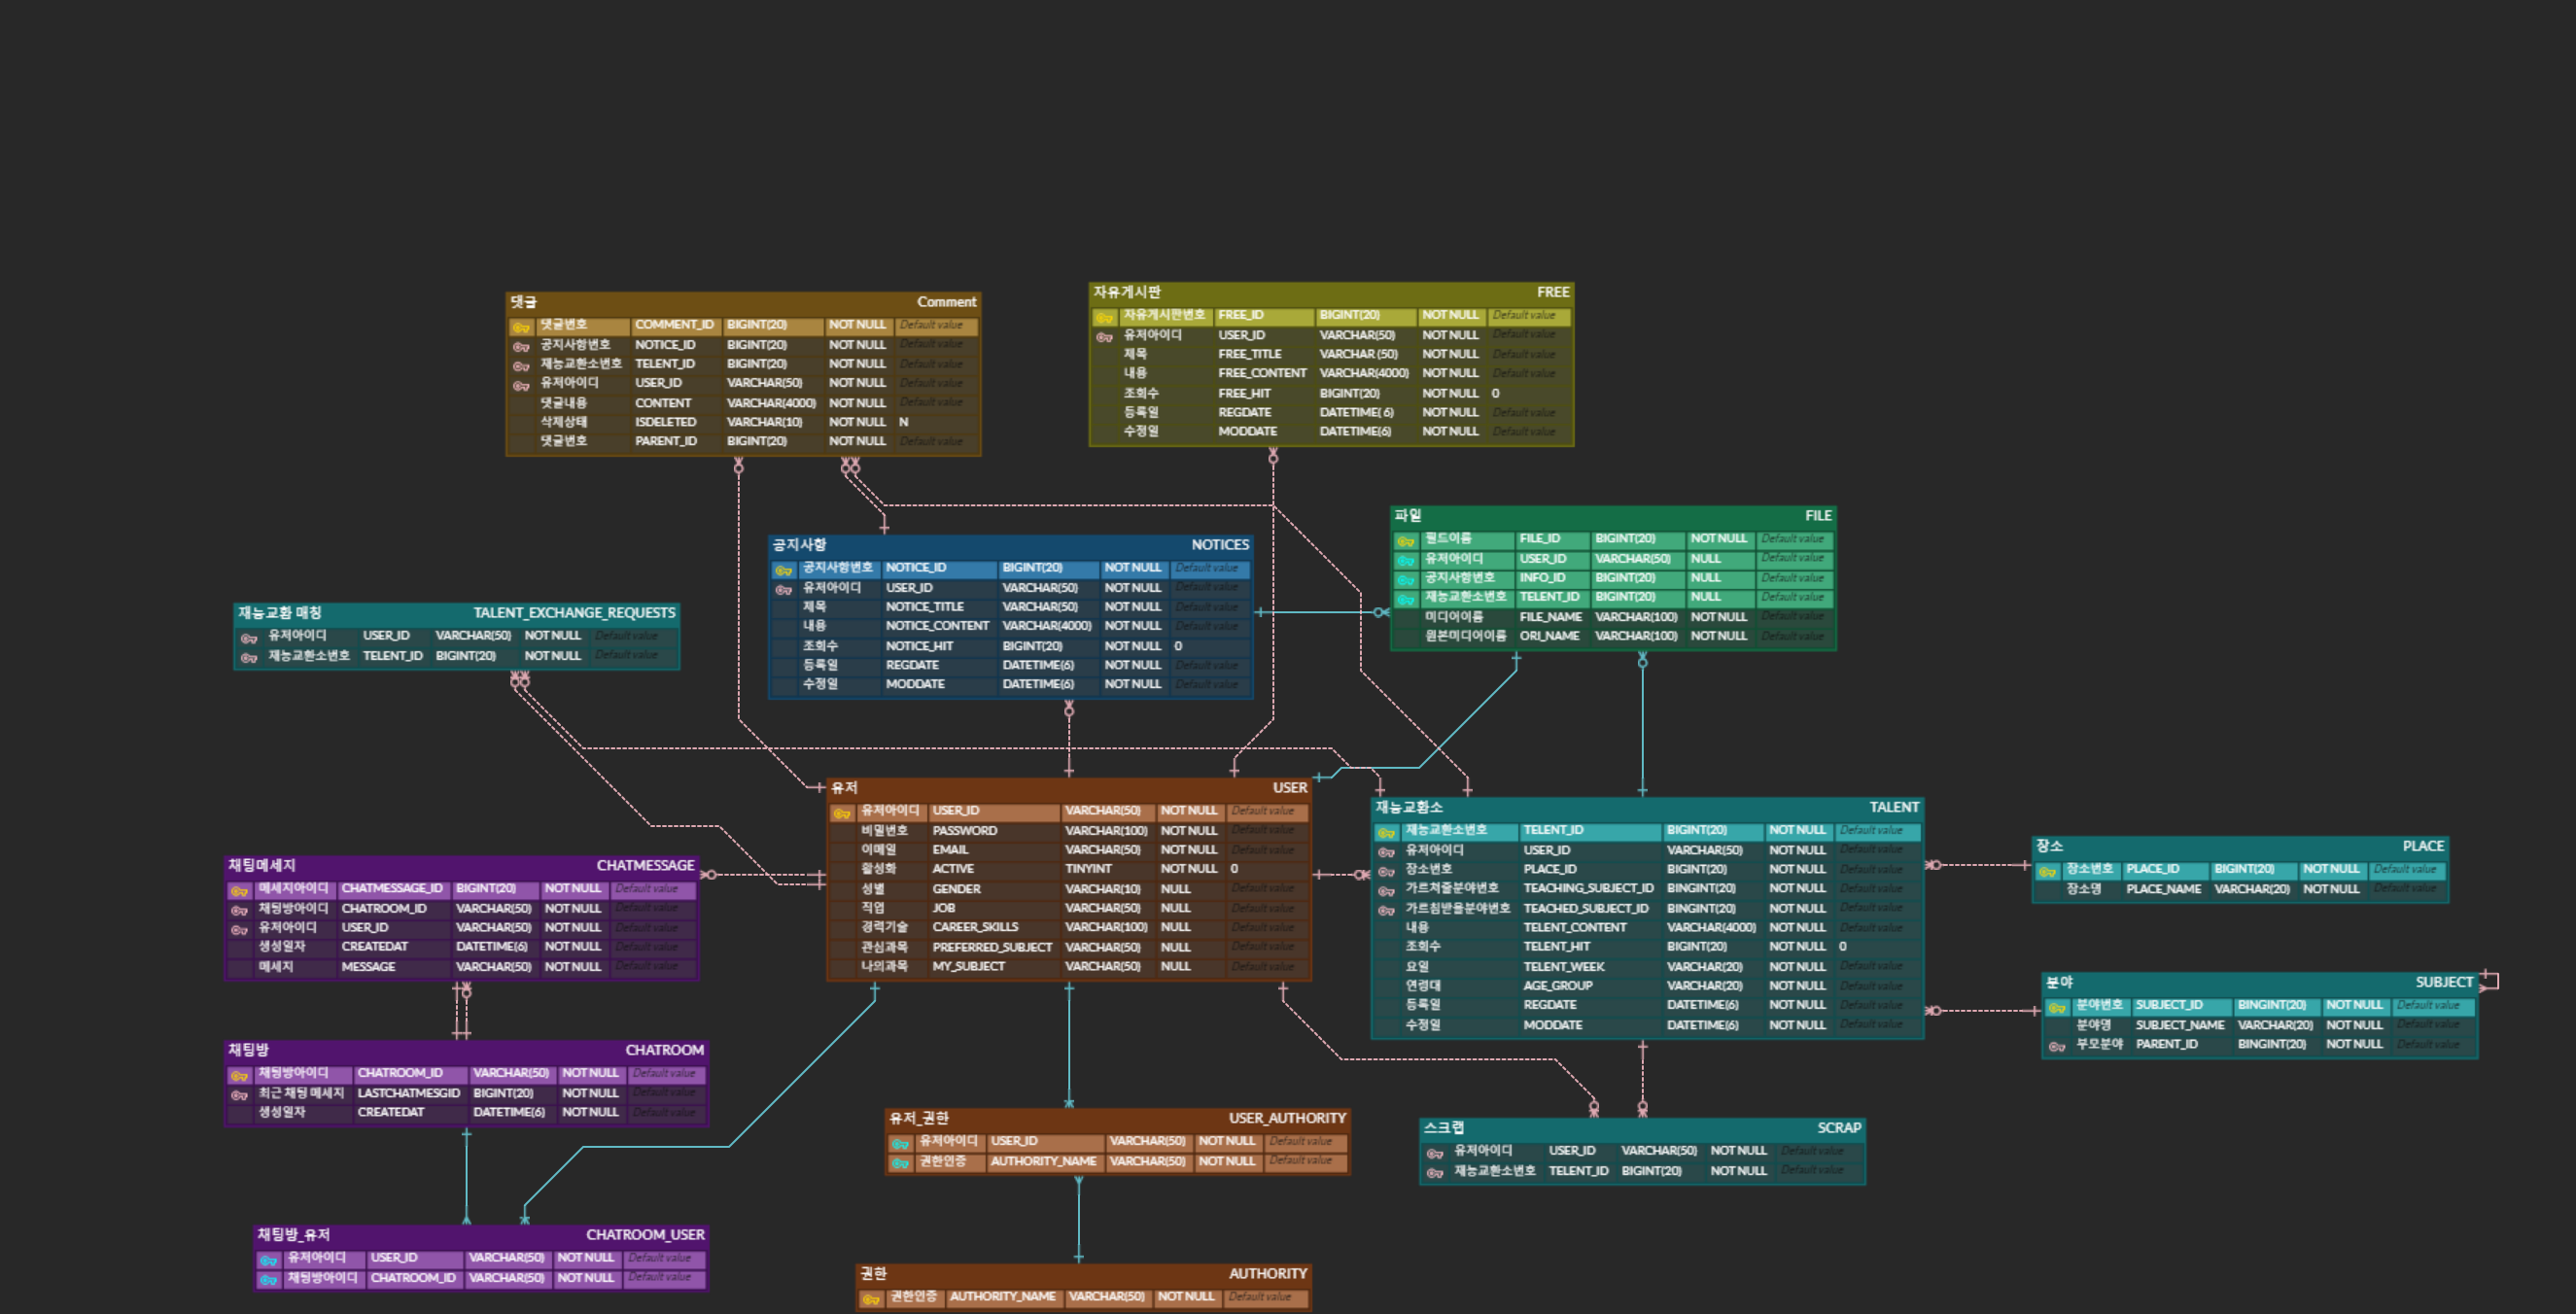 자유게시판 FREE
자유게시판번호 FREE_ID BIGINT(20) NOT NULL Default value
유저아이디 USER_ID VARCHAR(50) NOT NULL Default value
제목 FREE_TITLE VARCHAR (50) NOT NULL Default value
내용 FREE_CONTENT VARCHAR(4000) NOT NULL Default value
조회수 FREE_HIT BIGINT(20) NOT NULL 0
등록일 REGDATE DATETIME( 6) NOT NULL Default value
수정일 MODDATE DATETIME(6) NOT NULL Default value
댓글 Comment
댓글번호 COMMENT_ID BIGINT(20) NOT NULL Default value
공지사항번호 NOTICE_ID BIGINT(20) NOT NULL Default value
재능교환소번호 TELENT_ID BIGINT(20) NOT NULL Default value
유저아이디 USER_ID VARCHAR(50) NOT NULL Default value
댓글내용 CONTENT VARCHAR(4000) NOT NULL Default value
삭제상태 ISDELETED VARCHAR(10) NOT NULL N
댓글번호 PARENT_ID BIGINT(20) NOT NULL Default value
파일 FILE
필드이름 FILE_ID BIGINT(20) NOT NULL Default value
유저아이디 USER_ID VARCHAR(50) NULL Default value
공지사항번호 INFO_ID BIGINT(20) NULL Default value
재능교환소번호 TELENT_ID BIGINT(20) NULL Default value
미디어이름 FILE_NAME VARCHAR(100) NOT NULL Default value
원본미디어이름 ORI_NAME VARCHAR(100) NOT NULL Default value
공지사항 NOTICES
공지사항번호 NOTICE_ID BIGINT(20) NOT NULL Default value
유저아이디 USER_ID VARCHAR(50) NOT NULL Default value
제목 NOTICE_TITLE VARCHAR(50) NOT NULL Default value
내용 NOTICE_CONTENT VARCHAR(4000) NOT NULL Default value
조회수 NOTICE_HIT BIGINT(20) NOT NULL 0
등록일 REGDATE DATETIME(6) NOT NULL Default value
수정일 MODDATE DATETIME(6) NOT NULL Default value
재능교환 매칭 TALENT_EXCHANGE_REQUESTS
유저아이디 USER_ID VARCHAR(50) NOT NULL Default value
재능교환소번호 TELENT_ID BIGINT(20) NOT NULL Default value
유저 USER
유저아이디 USER_ID VARCHAR(50) NOT NULL Default value
비밀번호 PASSWORD VARCHAR(100) NOT NULL Default value
이메일 EMAIL VARCHAR(50) NOT NULL Default value
활성화 ACTIVE TINYINT NOT NULL 0
성별 GENDER VARCHAR(10) NULL Default value
직업 JOB VARCHAR(50) NULL Default value
경력기술 CAREER_SKILLS VARCHAR(100) NULL Default value
관심과목 PREFERRED_SUBJECT VARCHAR(50) NULL Default value
나의과목 MY_SUBJECT VARCHAR(50) NULL Default value
재능교환소 TALENT
재능교환소번호 TELENT_ID BIGINT(20) NOT NULL Default value
유저아이디 USER_ID VARCHAR(50) NOT NULL Default value
장소번호 PLACE_ID BIGINT(20) NOT NULL Default value
가르쳐줄분야번호 TEACHING_SUBJECT_ID BINGINT(20) NOT NULL Default value
가르침받을분야번호 TEACHED_SUBJECT_ID BINGINT(20) NOT NULL Default value
내용 TELENT_CONTENT VARCHAR(4000) NOT NULL Default value
조회수 TELENT_HIT BIGINT(20) NOT NULL 0
요일 TELENT_WEEK VARCHAR(20) NOT NULL Default value
연령대 AGE_GROUP VARCHAR(20) NOT NULL Default value
등록일 REGDATE DATETIME(6) NOT NULL Default value
수정일 MODDATE DATETIME(6) NOT NULL Default value
장소 PLACE
장소번호 PLACE_ID BIGINT(20) NOT NULL Default value
장소명 PLACE_NAME VARCHAR(20) NOT NULL Default value
채팅메세지 CHATMESSAGE
메세지아이디 CHATMESSAGE_ID BIGINT(20) NOT NULL Default value
채팅방아이디 CHATROOM_ID VARCHAR(50) NOT NULL Default value
유저아이디 USER_ID VARCHAR(50) NOT NULL Default value
생성일자 CREATEDAT DATETIME(6) NOT NULL Default value
메세지 MESSAGE VARCHAR(50) NOT NULL Default value
분야 SUBJECT
분야번호 SUBJECT_ID BINGINT(20) NOT NULL Default value
분야명 SUBJECT_NAME VARCHAR(20) NOT NULL Default value
부모분야 PARENT_ID BINGINT(20) NOT NULL Default value
채팅방 CHATROOM
채팅방아이디 CHATROOM_ID VARCHAR(50) NOT NULL Default value
최근 채팅 메세지 LASTCHATMESGID BIGINT(20) NOT NULL Default value
생성일자 CREATEDAT DATETIME(6) NOT NULL Default value
유저_권한 USER_AUTHORITY
유저아이디 USER_ID VARCHAR(50) NOT NULL Default value
권한인증 AUTHORITY_NAME VARCHAR(50) NOT NULL Default value
스크랩 SCRAP
유저아이디 USER_ID VARCHAR(50) NOT NULL Default value
재능교환소번호 TELENT_ID BIGINT(20) NOT NULL Default value
채팅방_유저 CHATROOM_USER
유저아이디 USER_ID VARCHAR(50) NOT NULL Default value
채팅방아이디 CHATROOM_ID VARCHAR(50) NOT NULL Default value
권한 AUTHORITY
권한인증 AUTHORITY_NAME VARCHAR(50) NOT NULL Default value